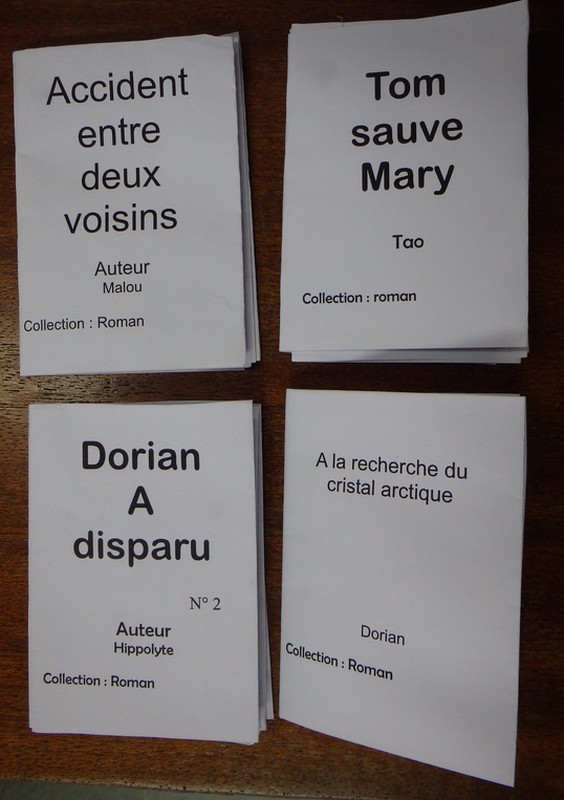 Accident
entre
deux
voisins
Auteur
Malou
Collection : Roman
Tom
sauve
Mary
Tao
Collection : roman
Dorian
A
disparu
N° 2
Auteur
Hippolyte
Collection : Roman
A la recherche du
cristal arctique
Dorian
Collection : Roman